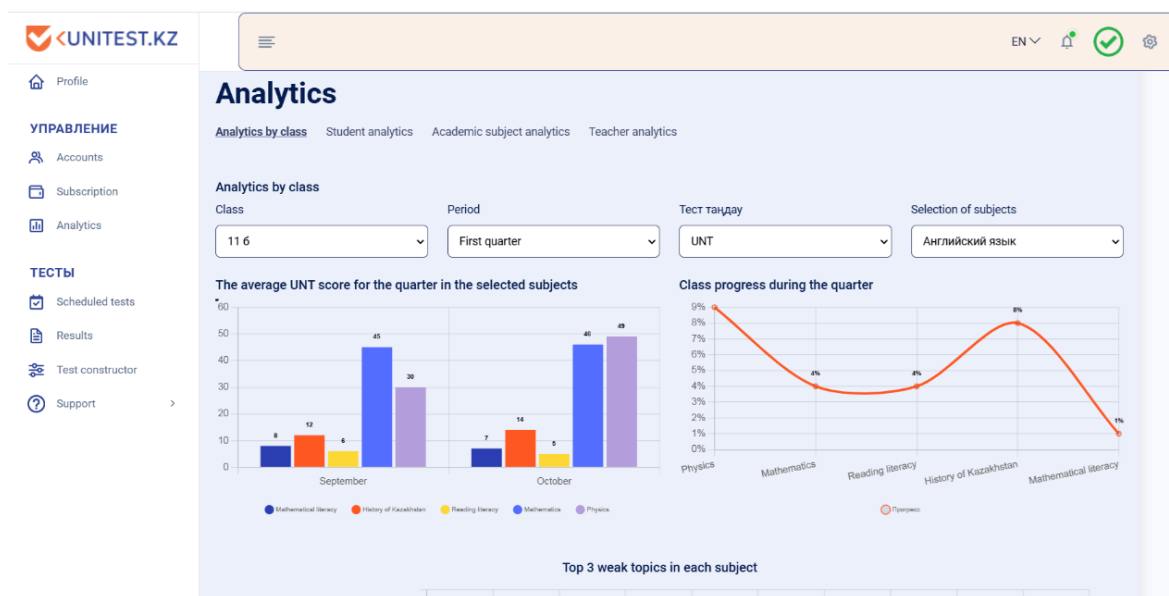 UNITEST.KZ
EN
Profile
УПРАВЛЕНИЕ
Accounts
Subscription
Analytics
ТЕСТЫ
Scheduled tests
Results
Test constructor
Support
Analytics
Analytics by class Student analytics Academic subject analytics Teacher analytics
Analytics by class
Class Period Тест таңдау Selection of subjects
11 б First quarter UNT Английский язык
The average UNT score for the quarter in the selected subjects
60
50
40
30
20
10
0
8 12 6 45 30
7 14 5 46 49
September October
Mathematical literacy History of Kazakhstan Reading literacy Mathematics Physics
Class progress during the quarter
9%
8%
7%
6%
5%
4%
3%
2%
1%
0%
4% 4% 8% 1%
Physics Mathematics Reading literacy History of Kazakhstan Mathematical literacy
Прогресс
Top 3 weak topics in each subject